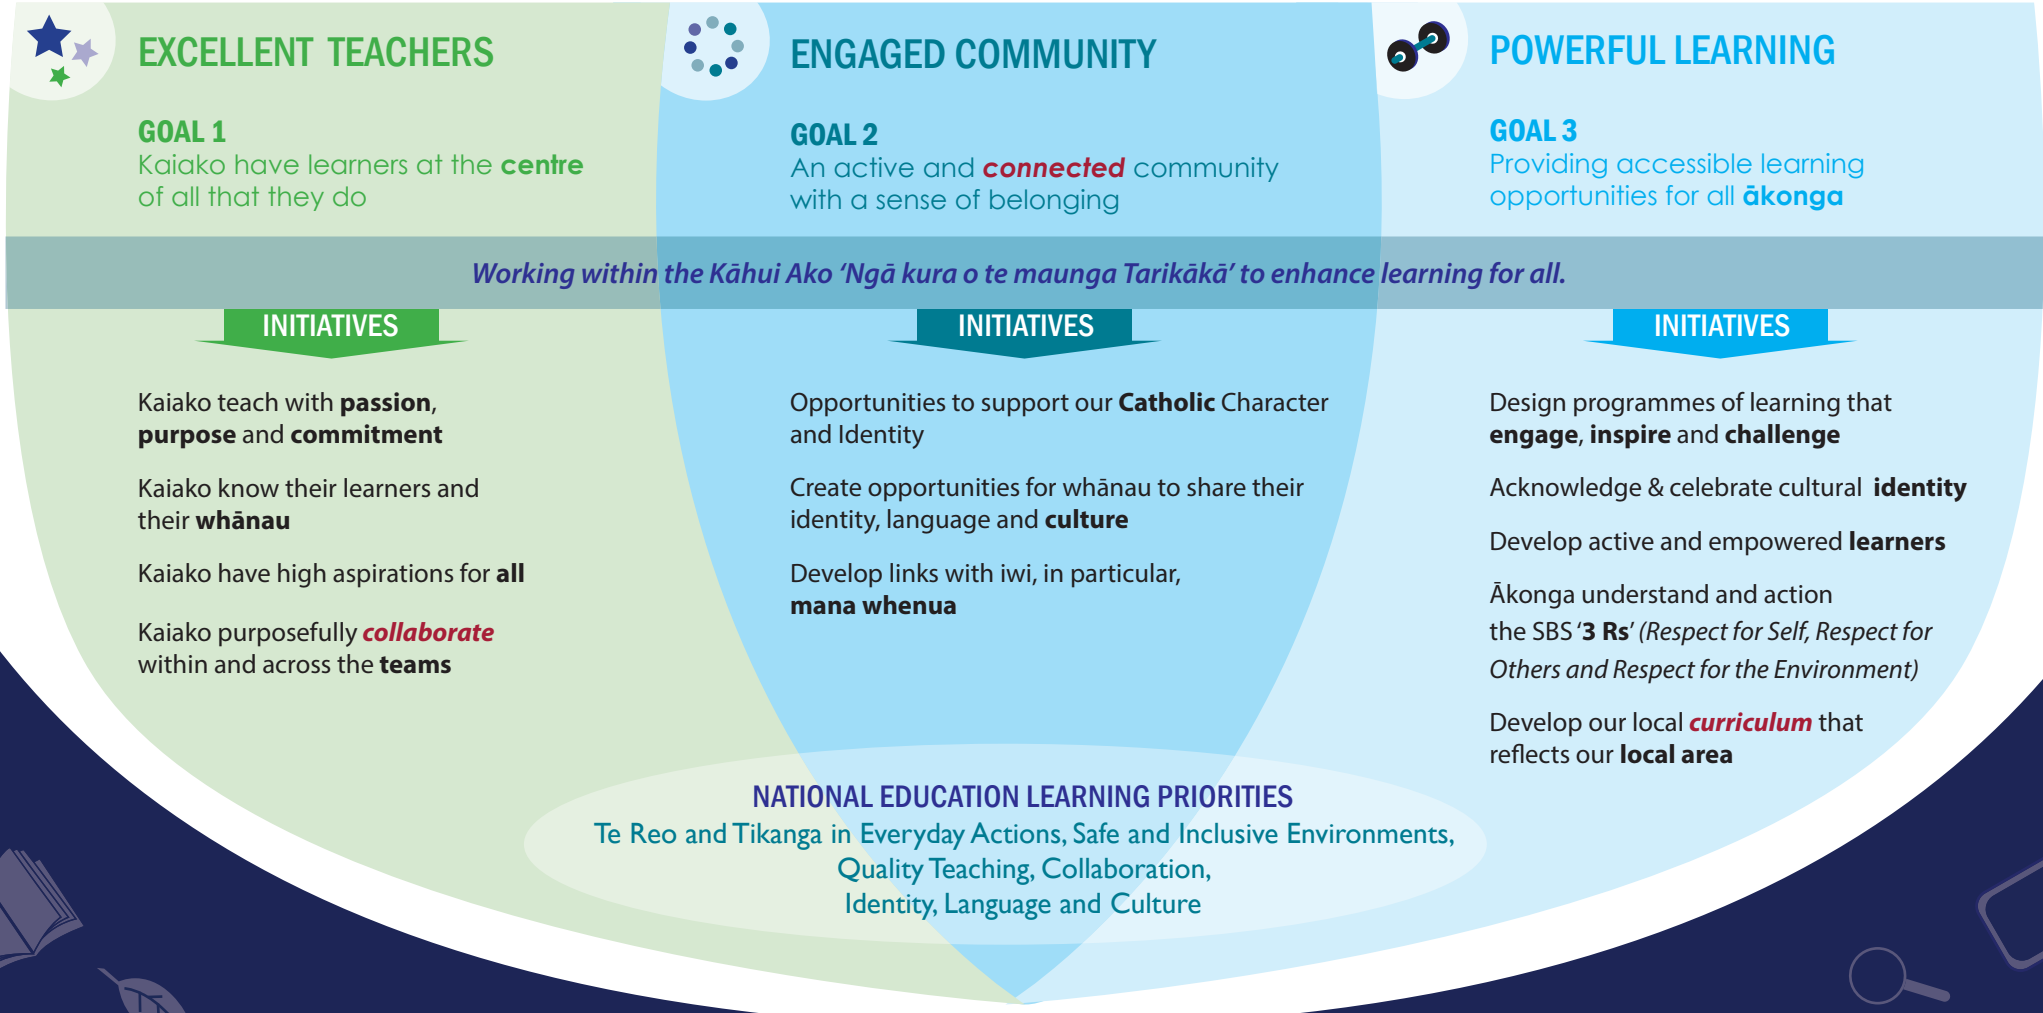 EXCELLENT TEACHERS
GOAL 1
Kaiako have learners at the centre
of all that they do
ENGAGED COMMUNITY
GOAL 2
An active and connected community
with a sense of belonging
POWERFUL LEARNING
GOAL 3
Providing accessible learning
opportunities for all ākonga
Working within the Kāhui Ako ‘Ngā kura o te maunga Tarikākā’ to enhance learning for all.
INITIATIVES
Kaiako teach with passion,
purpose and commitment
Kaiako know their learners and
their whānau
Kaiako have high aspirations for all
Kaiako purposefully collaborate
within and across the teams
INITIATIVES
Opportunities to support our Catholic Character
and Identity
Create opportunities for whānau to share their
identity, language and culture
Develop links with iwi, in particular,
mana whenua
INITIATIVES
Design programmes of learning that
engage, inspire and challenge
Acknowledge & celebrate cultural identity
Develop active and empowered learners
Ākonga understand and action
the SBS ‘3 Rs’ (Respect for Self, Respect for
Others and Respect for the Environment)
Develop our local curriculum that
reflects our local area
NATIONAL EDUCATION LEARNING PRIORITIES
Te Reo and Tikanga in Everyday Actions, Safe and Inclusive Environments,
Quality Teaching, Collaboration,
Identity, Language and Culture